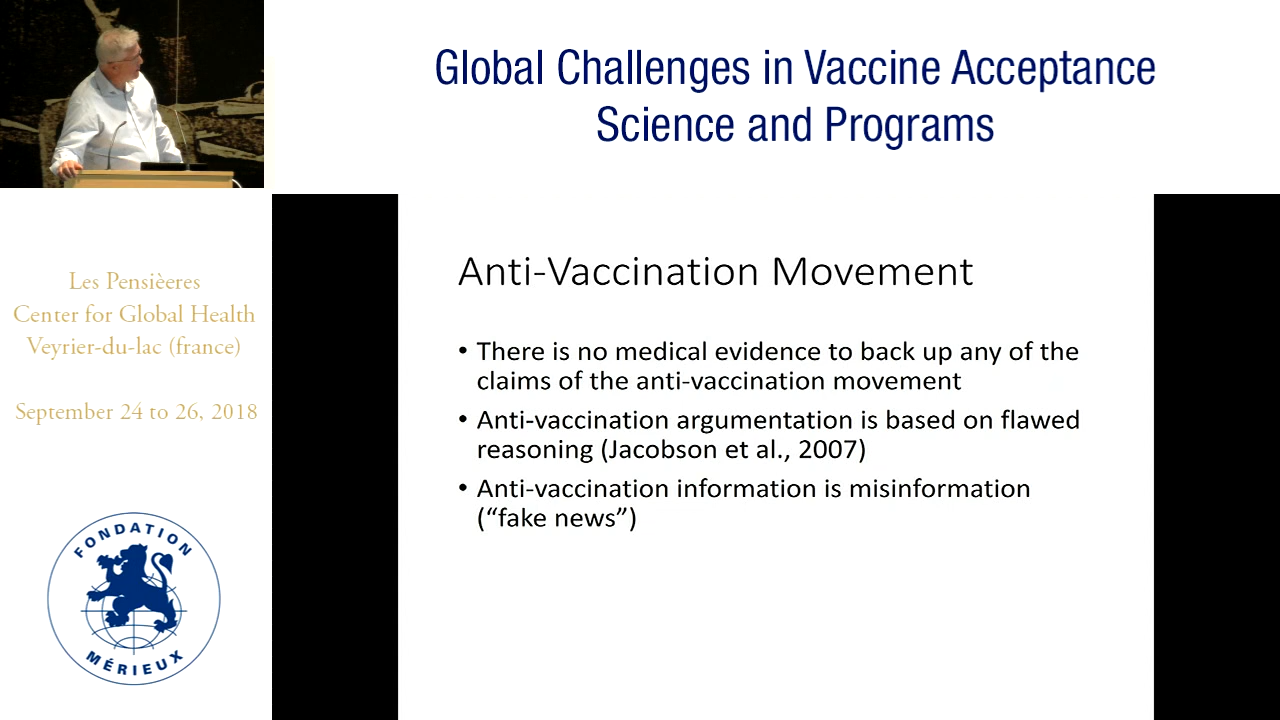 Global Challenges in Vaccine Acceptance
Science and Programs
Les Pensièeres
Center for Global Health
Veyrier-du-lac (france)
September 24 to 26, 2018
FONDATION
MÉRIEUX
Anti-Vaccination Movement
• There is no medical evidence to back up any of the
claims of the anti-vaccination movement
• Anti-vaccination argumentation is based on flawed
reasoning (Jacobson et al., 2007)
• Anti-vaccination information is misinformation
(“fake news”)